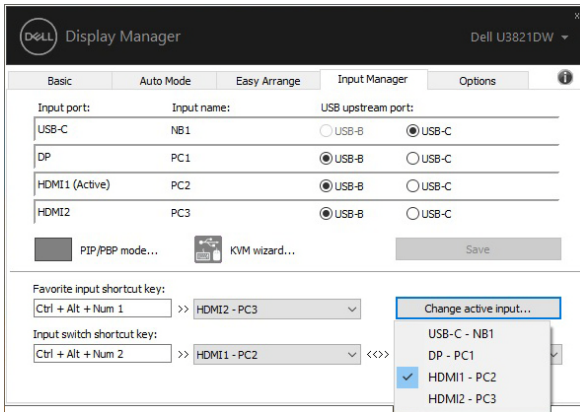 DELL Display Manager Dell U3821DW
Basic Auto Mode Easy Arrange Input Manager Options
Input port: Input name: USB upstream port:
USB-C NB1 USB-B USB-C
DP PC1 USB-B USB-C
HDMI1 (Active) PC2 USB-B USB-C
HDMI2 PC3 USB-B USB-C
PIP/PBP mode... KVM wizard... Save
Favorite input shortcut key:
Ctrl + Alt + Num 1 >> HDMI2 - PC3 Change active input...
Input switch shortcut key:
Ctrl + Alt + Num 2 >> HDMI1 - PC2 <<>>
USB-C - NB1
DP - PC1
HDMI1 - PC2
HDMI2 - PC3